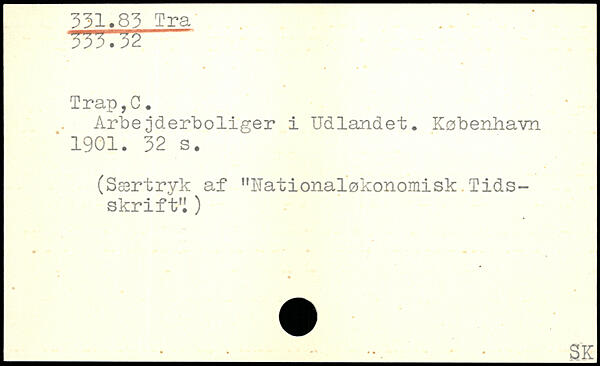 331.83 Tra
333.32
Trap,C.
Arbejderboliger i Udlandet. København
1901. 32 s.
(Særtryk af "Nationaløkonomisk Tids-
skrift".)
SK